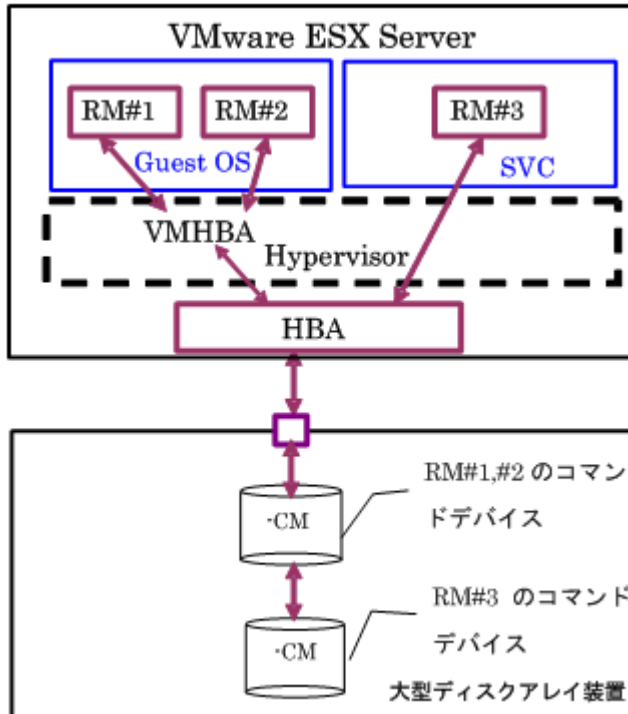 VMware ESX Server
RM#1
RM#2
RM#3
Guest OS
SVC
VMHBA
Hypervisor
HBA
RM#1,#2 のコマン
ドデバイス
-CM
RM#3 のコマンド
デバイス
-CM
大型ディスクアレイ装置